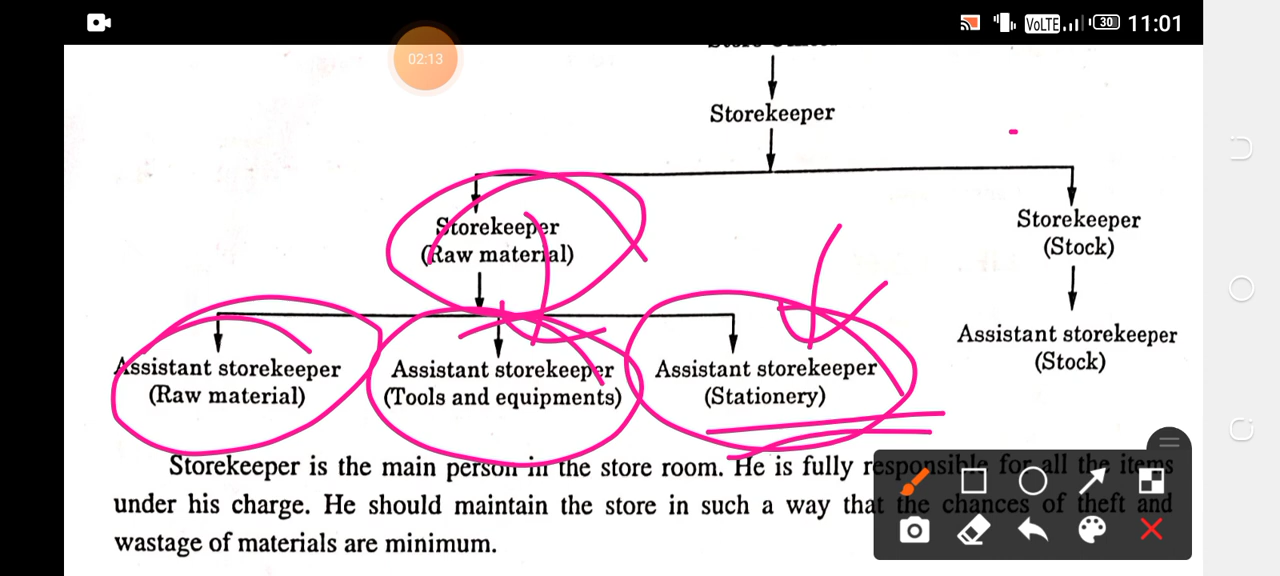 VoLTE 30 11:01
02:13
Storekeeper
Storekeeper
(Raw material)
Storekeeper
(Stock)
Assistant storekeeper
(Raw material)
Assistant storekeeper
(Tools and equipments)
Assistant storekeeper
(Stationery)
Assistant storekeeper
(Stock)
Storekeeper is the main person in the store room. He is fully responsible for all the items
under his charge. He should maintain the store in such a way that the chances of theft and
wastage of materials are minimum.